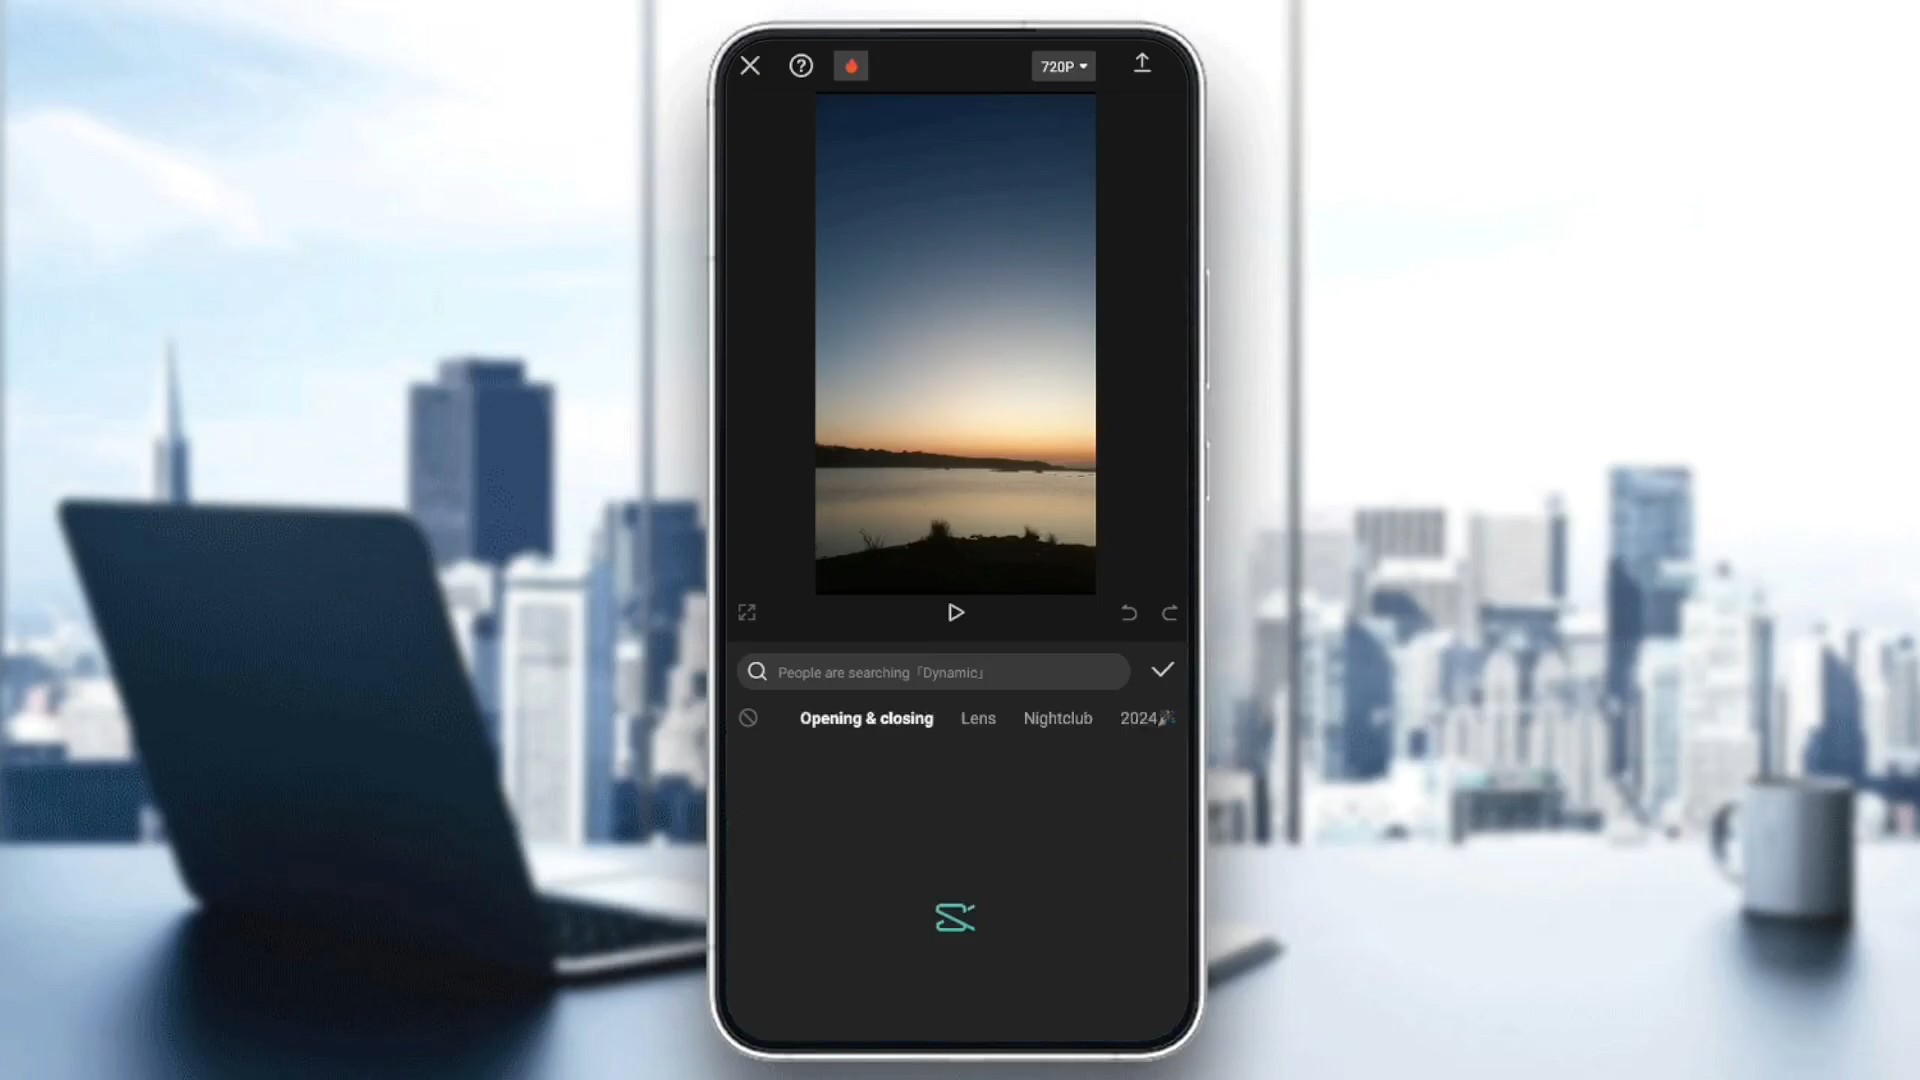 720P
People are searching「Dynamic」
Opening & closing Lens Nightclub 2024🎉